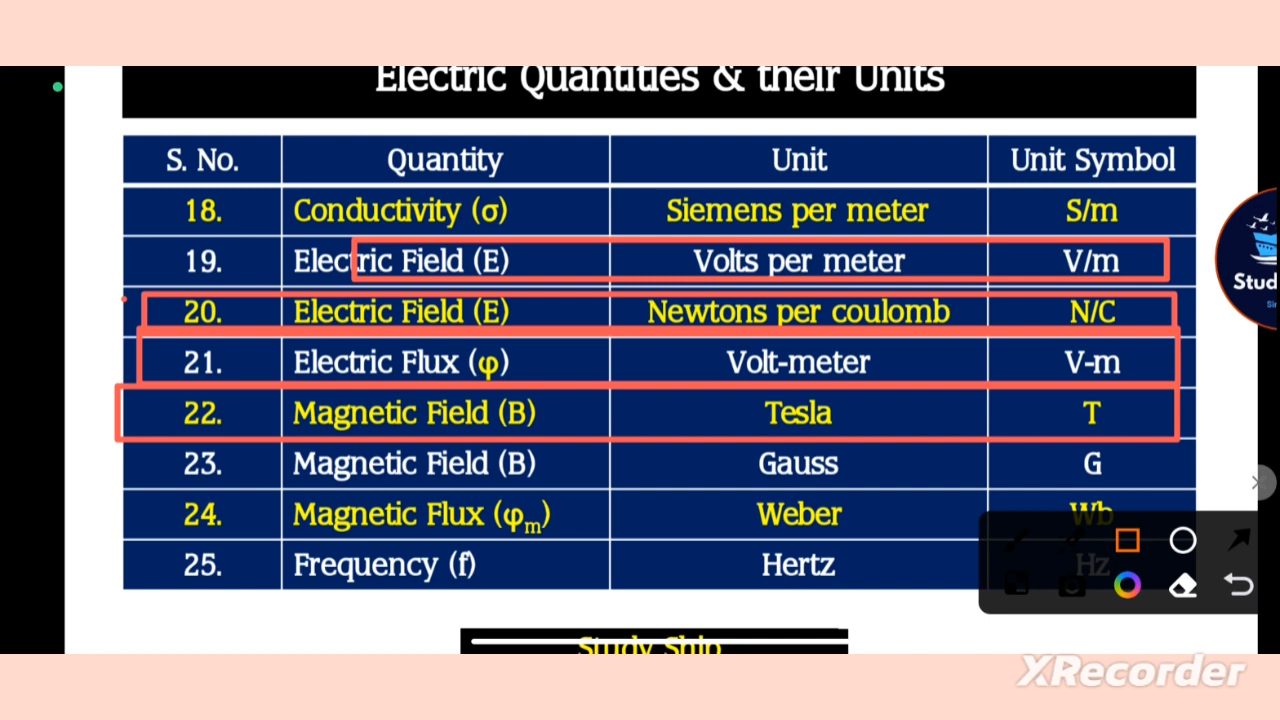 Electric Quantities & their Units
S. No. Quantity Unit Unit Symbol
18. Conductivity (σ) Siemens per meter S/m
19. Electric Field (E) Volts per meter V/m
20. Electric Field (E) Newtons per coulomb N/C
21. Electric Flux (φ) Volt-meter V-m
22. Magnetic Field (B) Tesla T
23. Magnetic Field (B) Gauss G
24. Magnetic Flux (φm) Weber Wb
25. Frequency (f) Hertz Hz
Study Ship
XRecorder